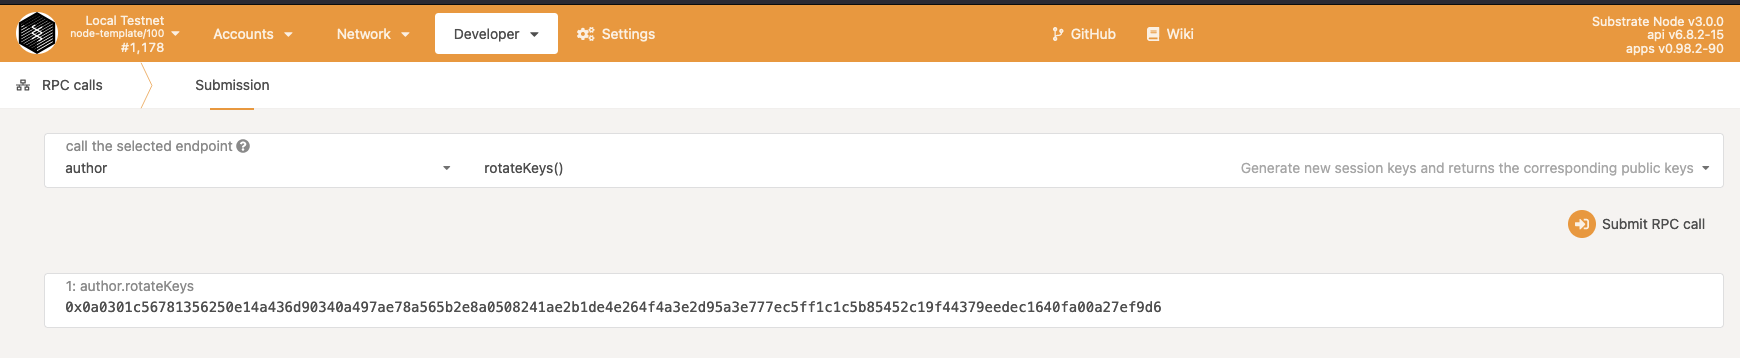 Local Testnet
node-template/100
#1,178
Accounts
Network
Developer
Settings
GitHub
Wiki
Substrate Node v3.0.0
api v6.8.2-15
apps v0.98.2-90
RPC calls
Submission
call the selected endpoint
author
rotateKeys()
Generate new session keys and returns the corresponding public keys
Submit RPC call
1: author.rotateKeys
0x0a0301c56781356250e14a436d90340a497ae78a565b2e8a0508241ae2b1de4e264f4a3e2d95a3e777ec5ff1c1c5b85452c19f44379eedec1640fa00a27ef9d6